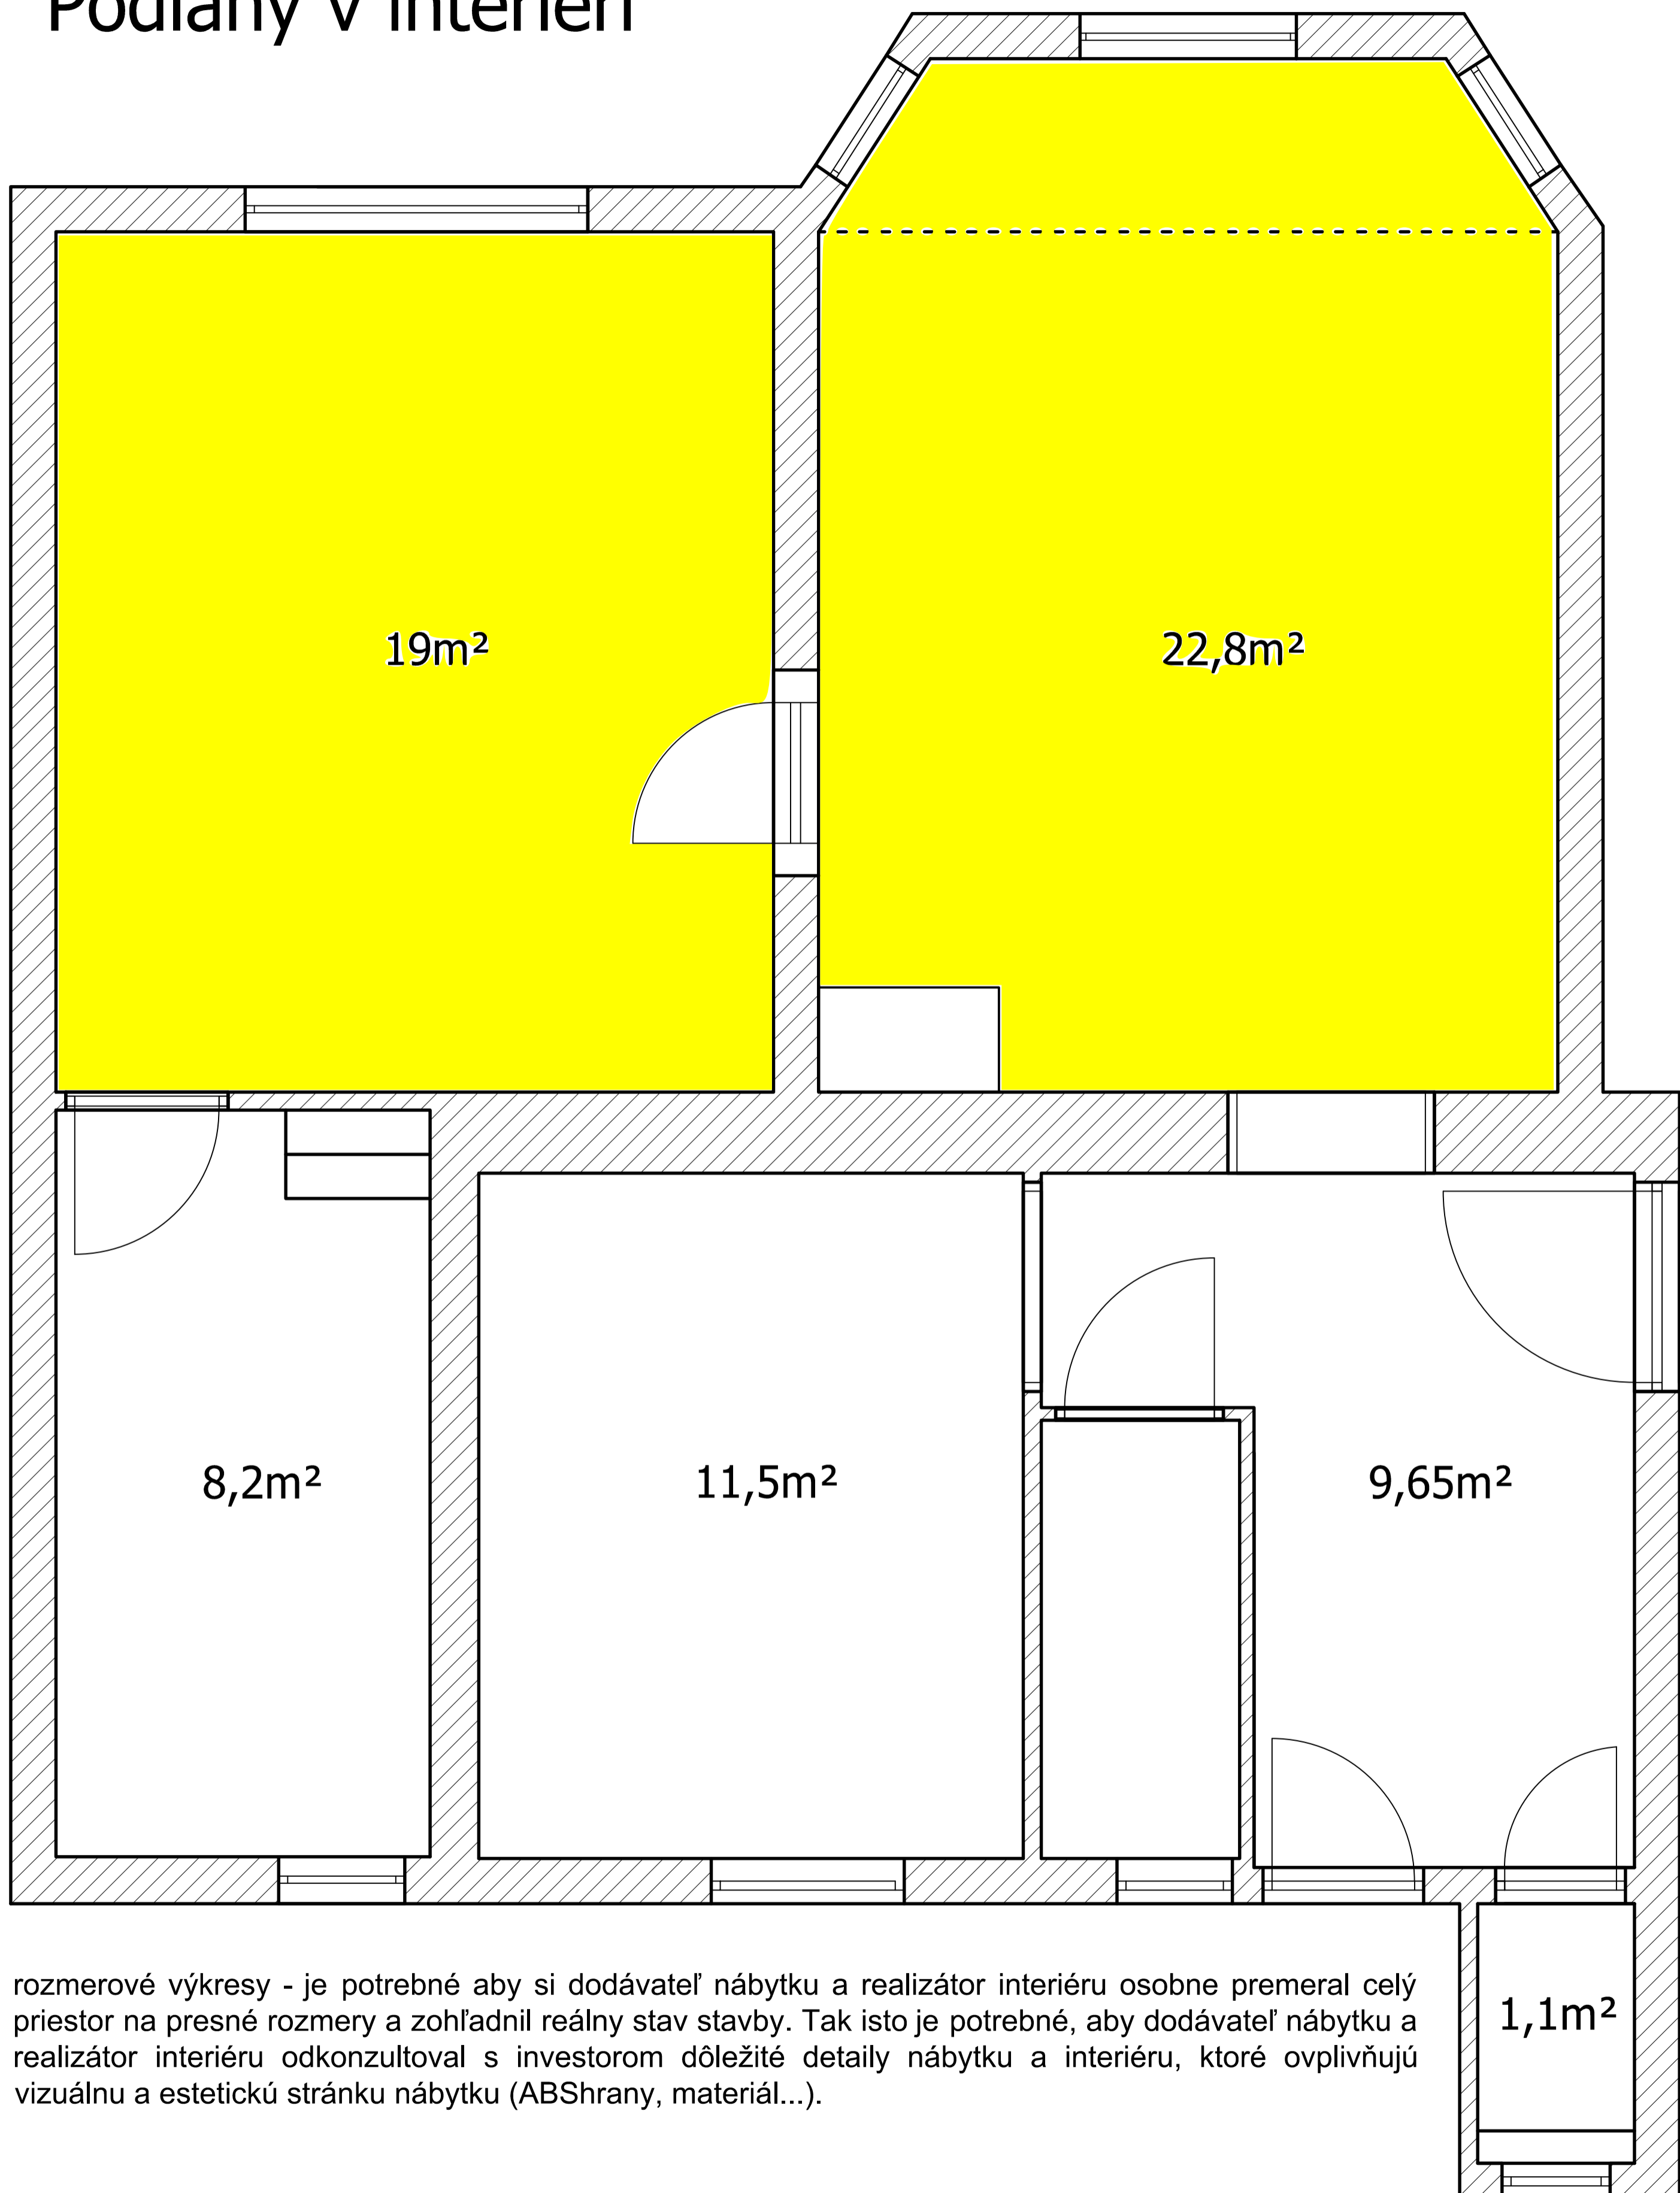 Podlahy v interiéri
19m²
22,8m²
8,2m²
11,5m²
9,65m²
rozmerové výkresy - je potrebné aby si dodávateľ nábytku a realizátor interiéru osobne premeral celý
priestor na presné rozmery a zohľadnil reálny stav stavby. Tak isto je potrebné, aby dodávateľ nábytku a
realizátor interiéru odkonzultoval s investorom dôležité detaily nábytku a interiéru, ktoré ovplivňujú
vizuálnu a estetickú stránku nábytku (ABShrany, materiál...).
1,1m²